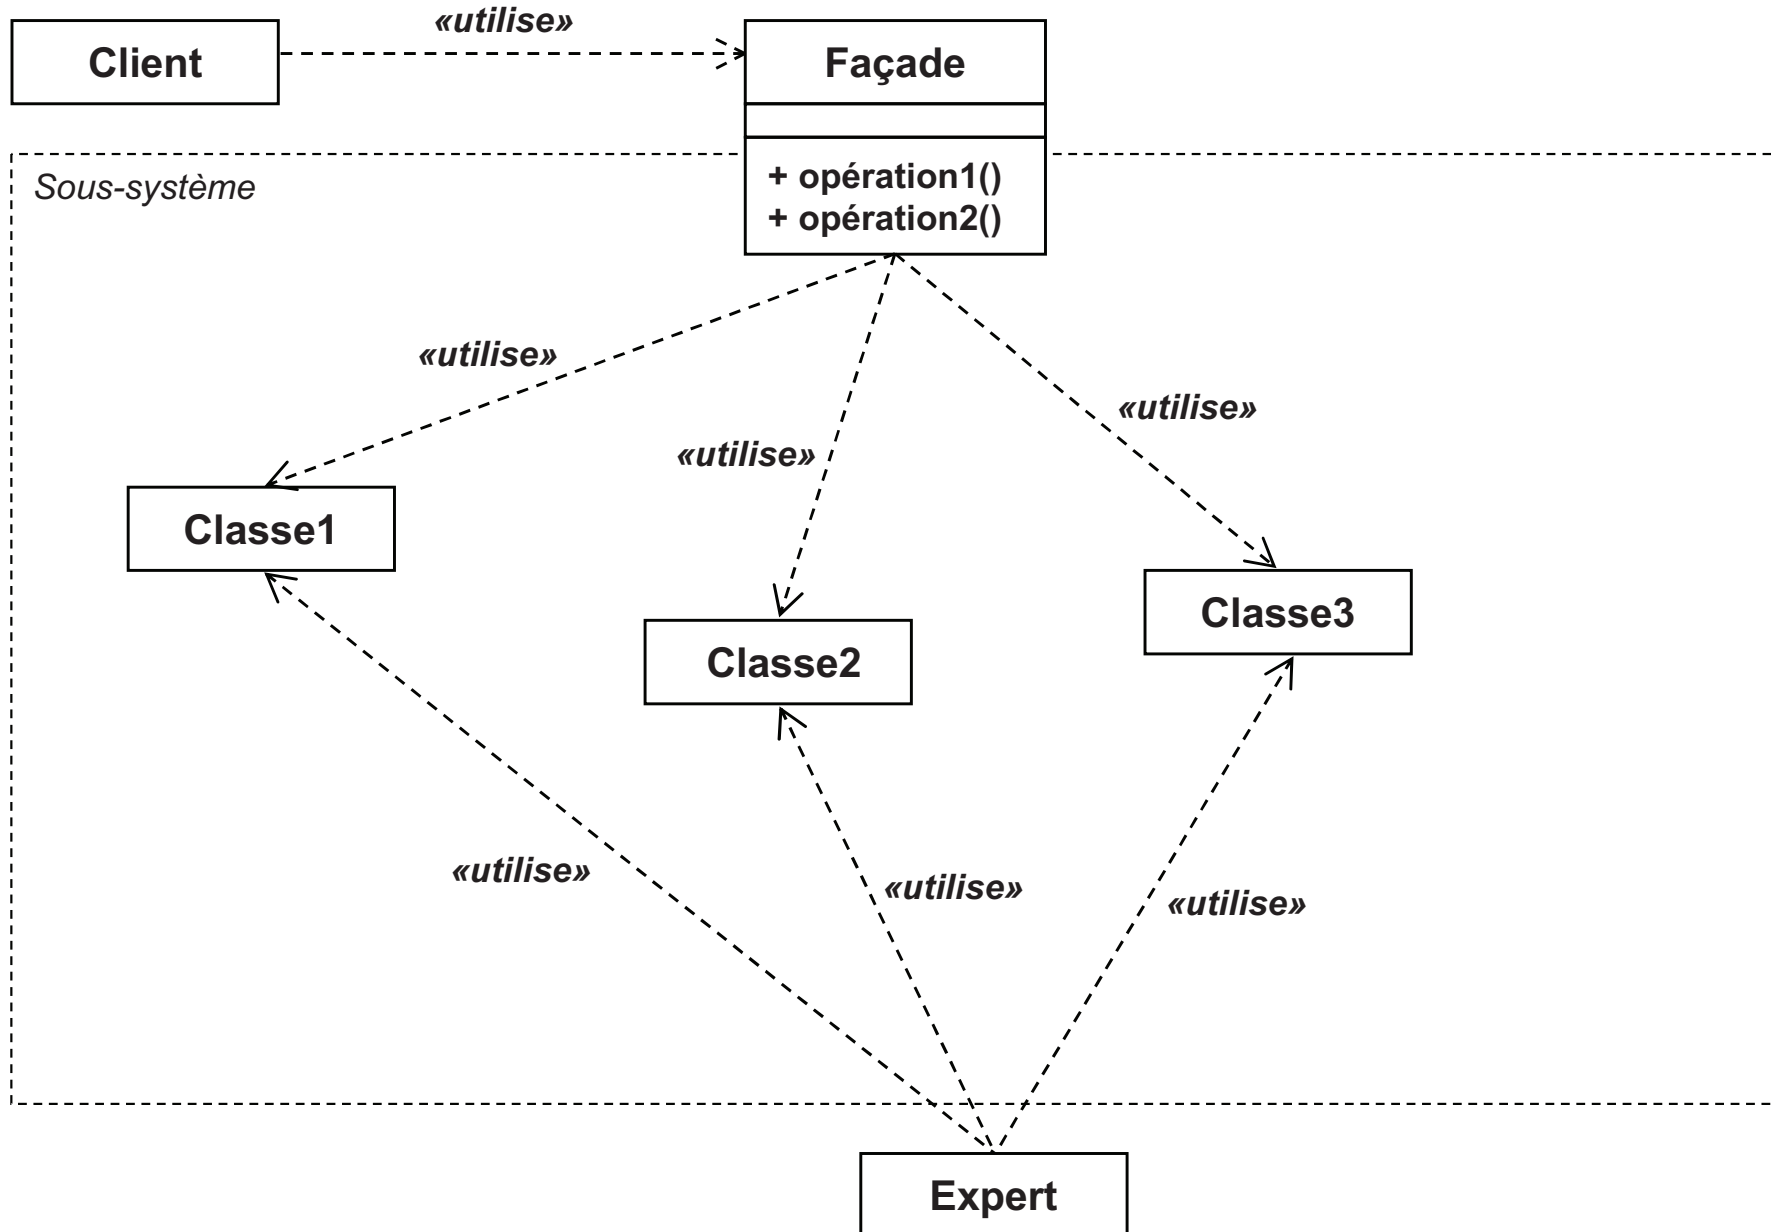 «utilise»
Client
Façade
Sous-système
+ opération1()
+ opération2()
«utilise»
«utilise»
«utilise»
Classe1
Classe3
Classe2
«utilise»
«utilise»
«utilise»
Expert